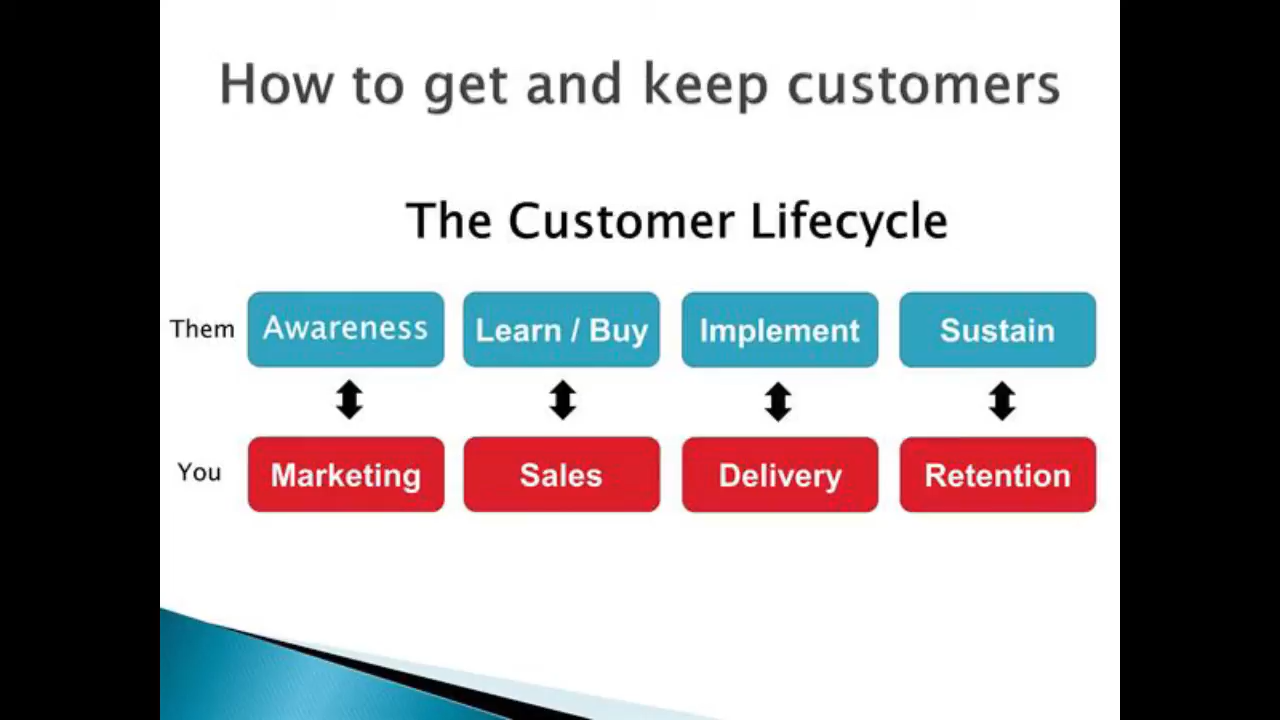 How to get and keep customers
The Customer Lifecycle
Them Awareness Learn / Buy Implement Sustain
You Marketing Sales Delivery Retention